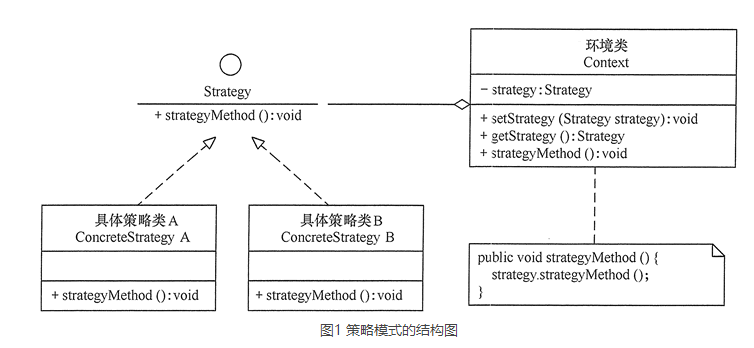 Strategy
+ strategyMethod ( ) : void
环境类
Context
− strategy : Strategy
+ setStrategy (Strategy strategy) : void
+ getStrategy ( ) : Strategy
+ strategyMethod ( ) : void
具体策略类A
ConcreteStrategy A
+ strategyMethod ( ) : void
具体策略类B
ConcreteStrategy B
+ strategyMethod ( ) : void
public void strategyMethod ( ) {
strategy.strategyMethod ( );
}
图1 策略模式的结构图